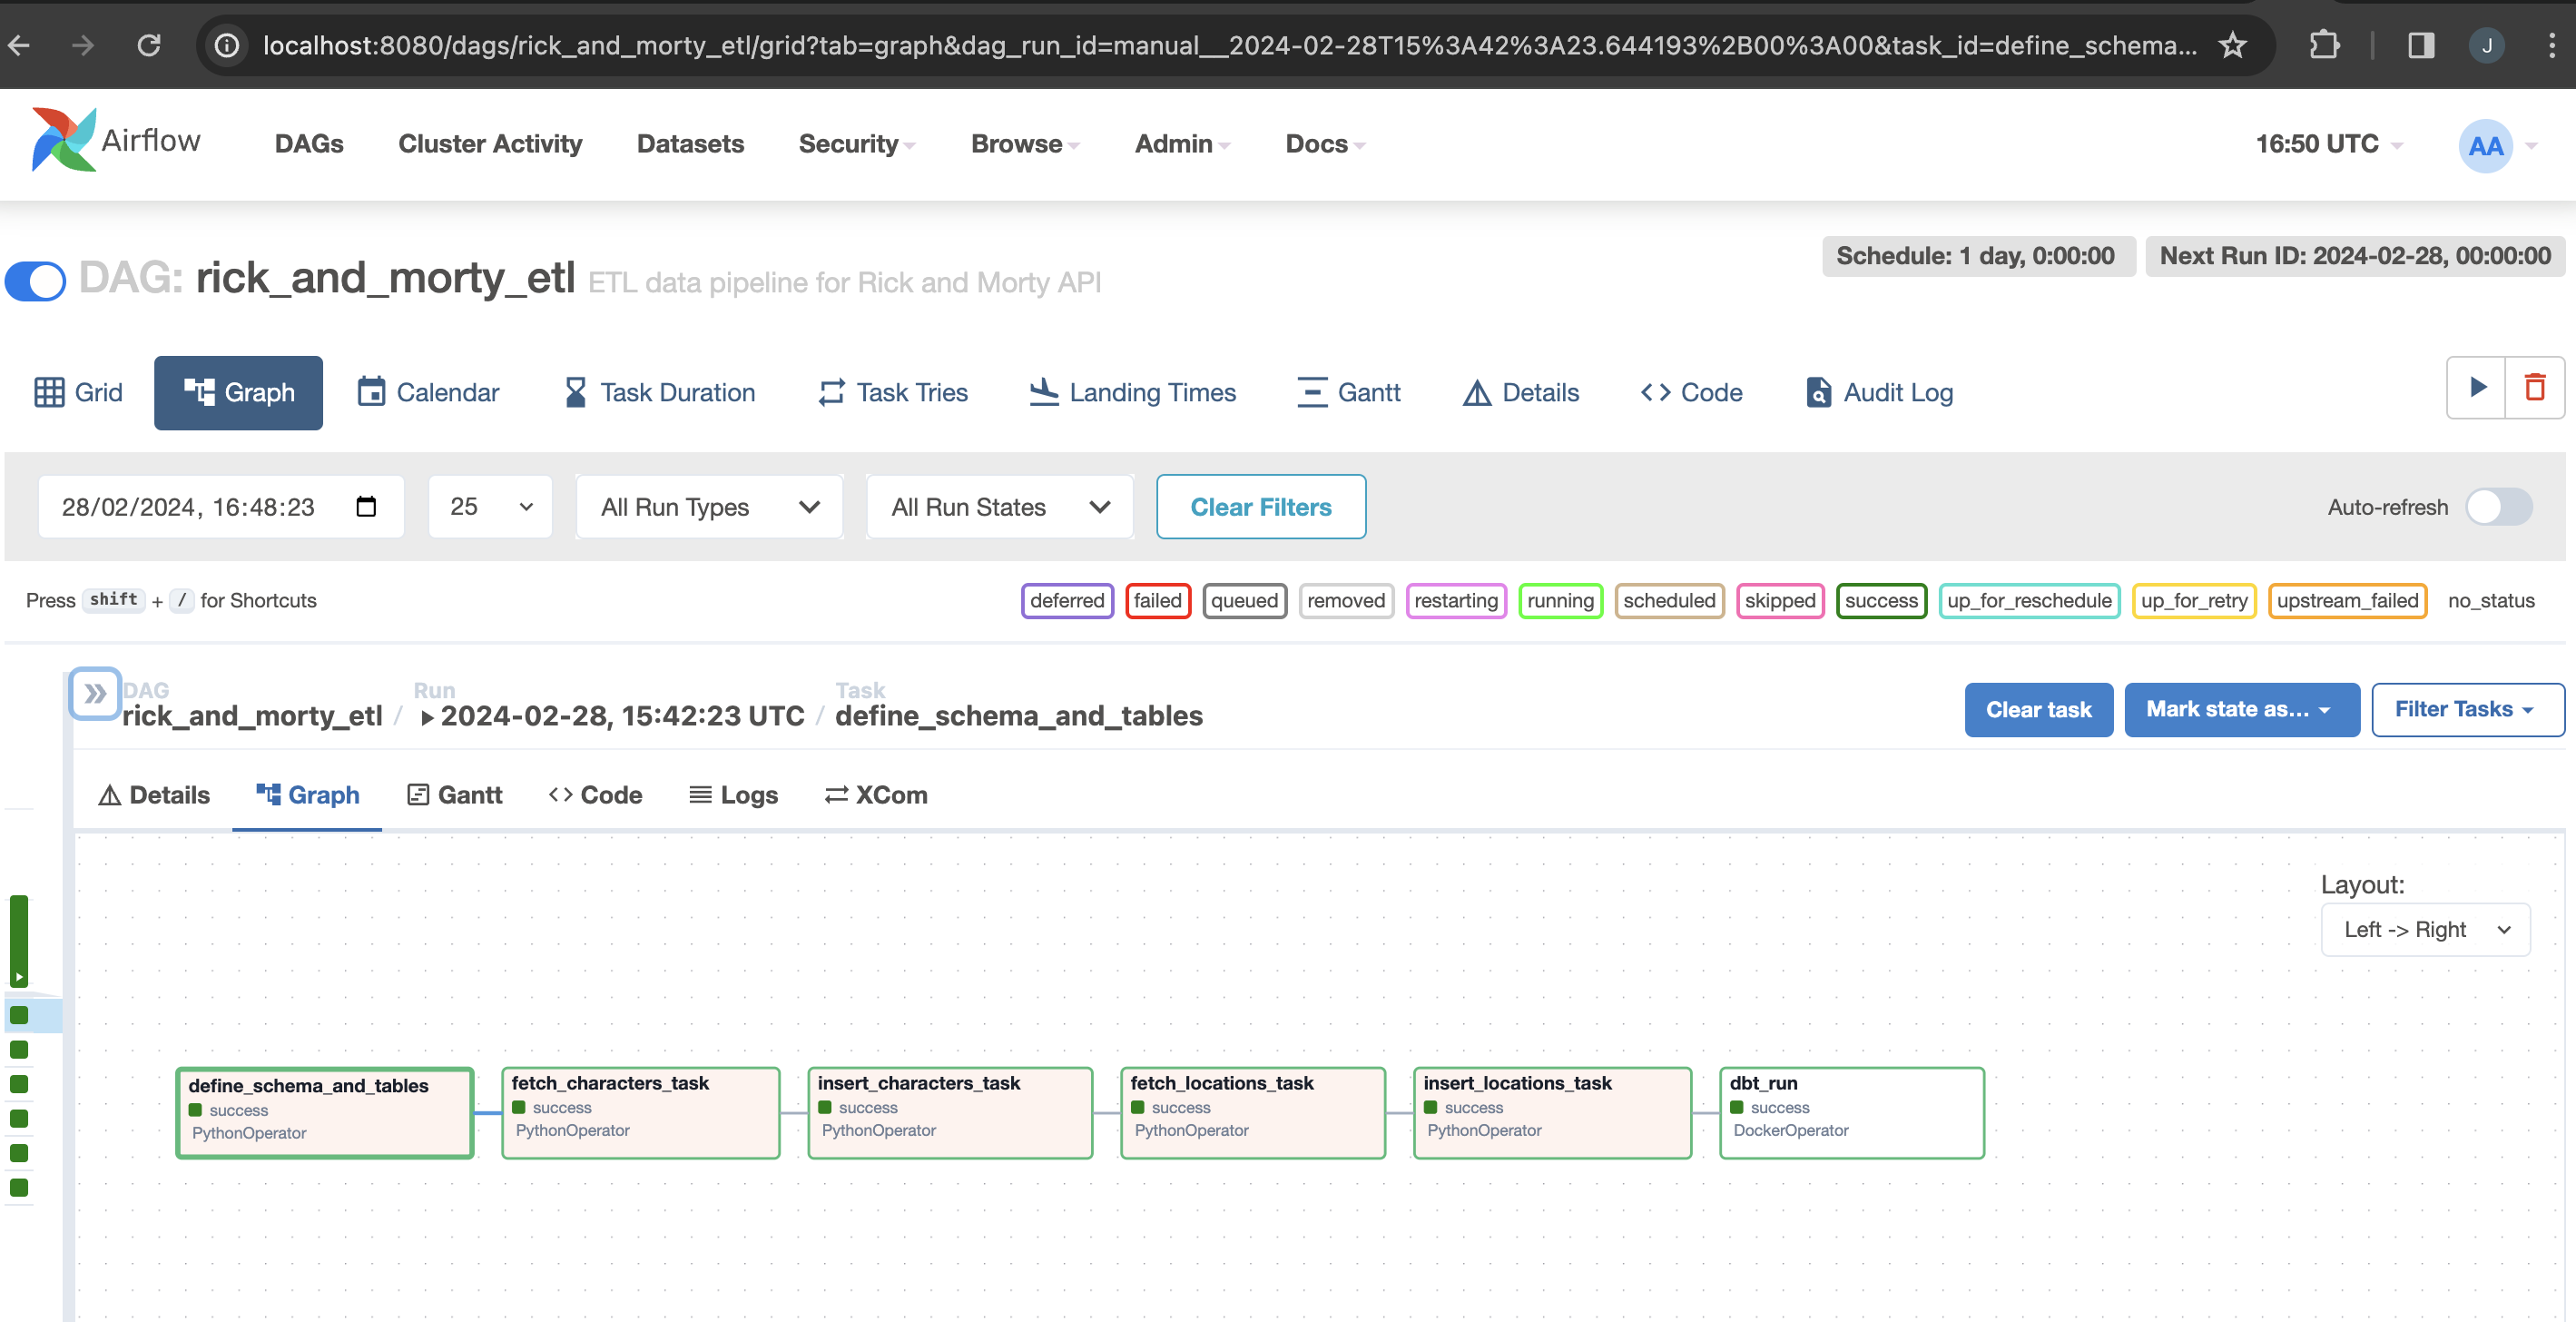 localhost:8080/dags/rick_and_morty_etl/grid?tab=graph&dag_run_id=manual__2024-02-28T15%3A42%3A23.644193%2B00%3A00&task_id=define_schema...
J
Airflow
DAGs
Cluster Activity
Datasets
Security
Browse
Admin
Docs
16:50 UTC
AA
DAG: rick_and_morty_etl ETL data pipeline for Rick and Morty API
Schedule: 1 day, 0:00:00
Next Run ID: 2024-02-28, 00:00:00
Grid
Graph
Calendar
Task Duration
Task Tries
Landing Times
Gantt
Details
Code
Audit Log
28/02/2024, 16:48:23
25
All Run Types
All Run States
Clear Filters
Auto-refresh
Press shift + / for Shortcuts
deferred
failed
queued
removed
restarting
running
scheduled
skipped
success
up_for_reschedule
up_for_retry
upstream_failed
no_status
DAG
rick_and_morty_etl /
Run
2024-02-28, 15:42:23 UTC /
Task
define_schema_and_tables
Clear task
Mark state as...
Filter Tasks
Details
Graph
Gantt
Code
Logs
XCom
Layout:
Left -> Right
define_schema_and_tables
success
PythonOperator
fetch_characters_task
success
PythonOperator
insert_characters_task
success
PythonOperator
fetch_locations_task
success
PythonOperator
insert_locations_task
success
PythonOperator
dbt_run
success
DockerOperator